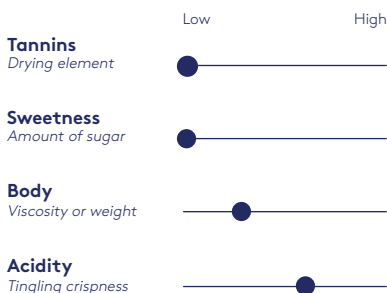 Low High
Tannins
Drying element
Sweetness
Amount of sugar
Body
Viscosity or weight
Acidity
Tingling crispness